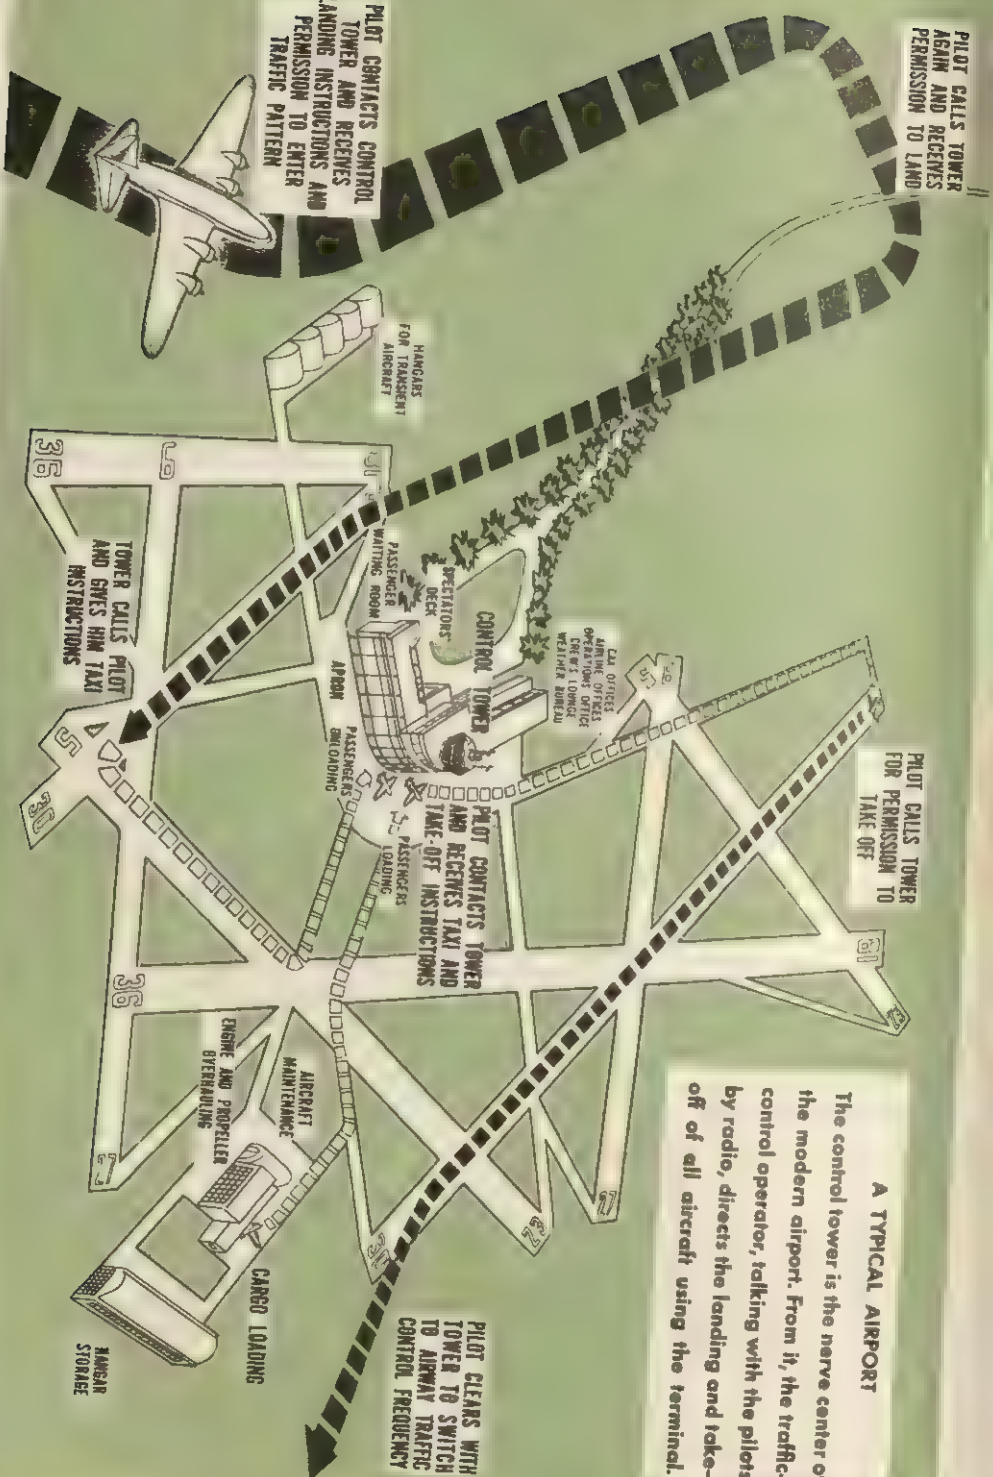 A TYPICAL AIRPORT
The control tower is the nerve center o
the modern airport. From it, the traffic-
control operator, talking with the pilots
by radio, directs the landing and take-
off of all aircraft using the terminal.
PILOT CALLS TOWER
AGAIN AND RECEIVES
PERMISSION TO LAND
PILOT CONTACTS CONTROL
TOWER AND RECEIVES
LANDING INSTRUCTIONS AND
PERMISSION TO ENTER
TRAFFIC PATTERN
HANGARS
FOR TRANSIENT
AIRCRAFT
36
9
TOWER CALLS PILOT
AND GIVES HIM TAXI
INSTRUCTIONS
PASSENGER
WAITING ROOM
SPECTATORS'
DECK
CONTROL TOWER
CAA OFFICES
AIRLINE OFFICES
OPERATIONS OFFICE
CREW'S LOUNGE
WEATHER BUREAU
APRON
PASSENGERS
UNLOADING
PASSENGERS
LOADING
PILOT CONTACTS TOWER
AND RECEIVES TAXI AND
TAKE-OFF INSTRUCTIONS
PILOT CALLS TOWER
FOR PERMISSION TO
TAKE OFF
5
30
36
18
23
27
23
AIRCRAFT
MAINTENANCE
ENGINE AND PROPELLER
OVERHAULING
CARGO LOADING
HANGAR
STORAGE
PILOT CLEARS WITH
TOWER TO SWITCH
TO AIRWAY TRAFFIC
CONTROL FREQUENCY